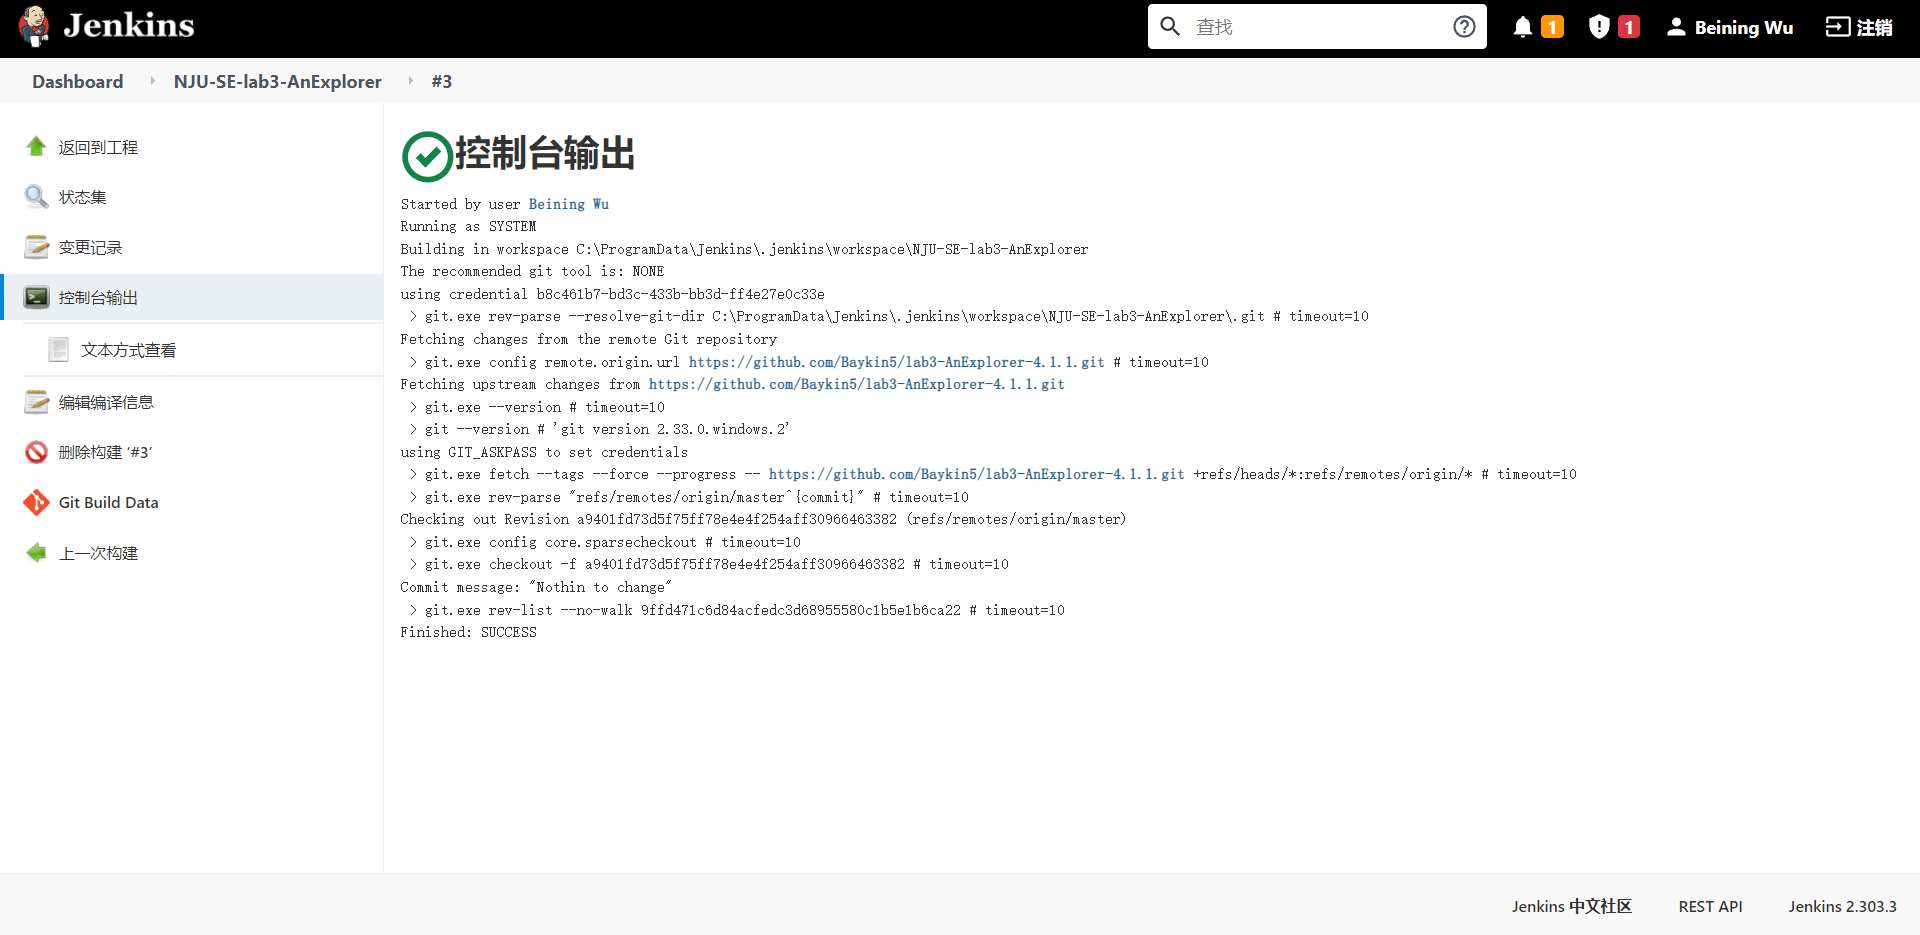 Jenkins
查找
1
1
Beining Wu
注销
Dashboard
NJU-SE-lab3-AnExplorer
#3
返回到工程
状态集
变更记录
控制台输出
文本方式查看
编辑编译信息
删除构建 ‘#3’
Git Build Data
上一次构建
控制台输出
Started by user Beining Wu
Running as SYSTEM
Building in workspace C:\ProgramData\Jenkins\.jenkins\workspace\NJU-SE-lab3-AnExplorer
The recommended git tool is: NONE
using credential b8c461b7-bd3c-433b-bb3d-ff4e27e0c33e
 > git.exe rev-parse --resolve-git-dir C:\ProgramData\Jenkins\.jenkins\workspace\NJU-SE-lab3-AnExplorer\.git # timeout=10
Fetching changes from the remote Git repository
 > git.exe config remote.origin.url https://github.com/Baykin5/lab3-AnExplorer-4.1.1.git # timeout=10
Fetching upstream changes from https://github.com/Baykin5/lab3-AnExplorer-4.1.1.git
 > git.exe --version # timeout=10
 > git --version # 'git version 2.33.0.windows.2'
using GIT_ASKPASS to set credentials
 > git.exe fetch --tags --force --progress -- https://github.com/Baykin5/lab3-AnExplorer-4.1.1.git +refs/heads/*:refs/remotes/origin/* # timeout=10
 > git.exe rev-parse "refs/remotes/origin/master^{commit}" # timeout=10
Checking out Revision a9401fd73d5f75ff78e4e4f254aff30966463382 (refs/remotes/origin/master)
 > git.exe config core.sparsecheckout # timeout=10
 > git.exe checkout -f a9401fd73d5f75ff78e4e4f254aff30966463382 # timeout=10
Commit message: "Nothin to change"
 > git.exe rev-list --no-walk 9ffd471c6d84acfedc3d68955580c1b5e1b6ca22 # timeout=10
Finished: SUCCESS
Jenkins 中文社区
REST API
Jenkins 2.303.3